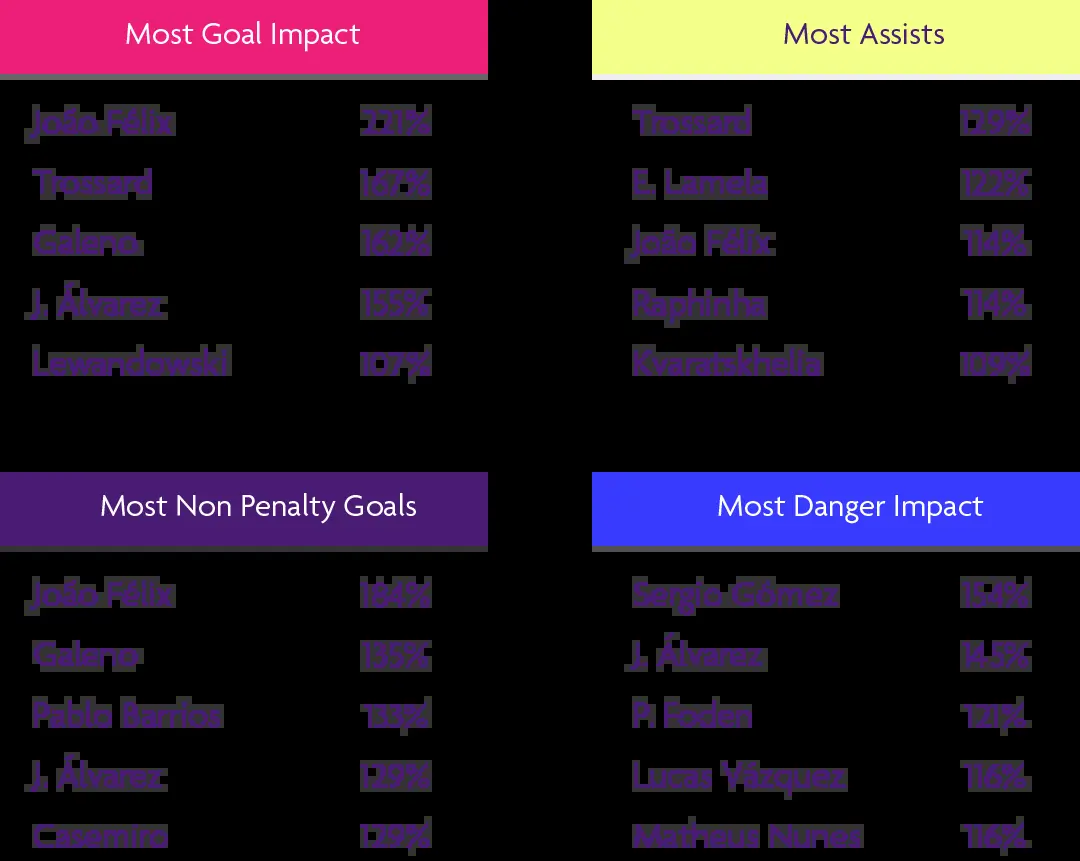 Most Goal Impact
João Félix 221%
Trossard 167%
Galeno 162%
J. Álvarez 155%
Lewandowski 107%
Most Assists
Trossard 129%
E. Lamela 122%
João Félix 114%
Raphinha 114%
Kvaratskhelia 109%
Most Non Penalty Goals
João Félix 184%
Galeno 135%
Pablo Barrios 133%
J. Álvarez 129%
Casemiro 129%
Most Danger Impact
Sergio Gómez 154%
J. Álvarez 145%
P. Foden 121%
Lucas Vázquez 116%
Matheus Nunes 116%